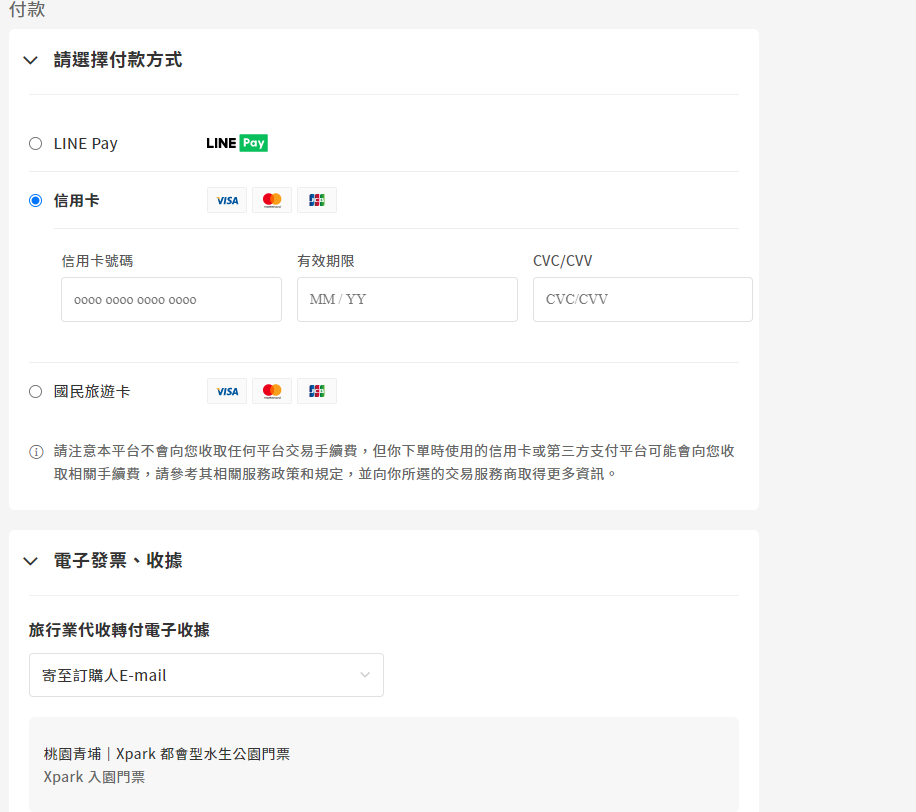 付款
請選擇付款方式
LINE Pay LINE Pay
信用卡 VISA mastercard JCB
信用卡號碼 有效期限 CVC/CVV
0000 0000 0000 0000 MM / YY CVC/CVV
國民旅遊卡 VISA mastercard JCB
請注意本平台不會向您收取任何平台交易手續費，但你下單時使用的信用卡或第三方支付平台可能會向您收
取相關手續費，請參考其相關服務政策和規定，並向你所選的交易服務商取得更多資訊。
電子發票、收據
旅行業代收轉付電子收據
寄至訂購人E-mail
桃園青埔｜Xpark 都會型水生公園門票
Xpark 入園門票